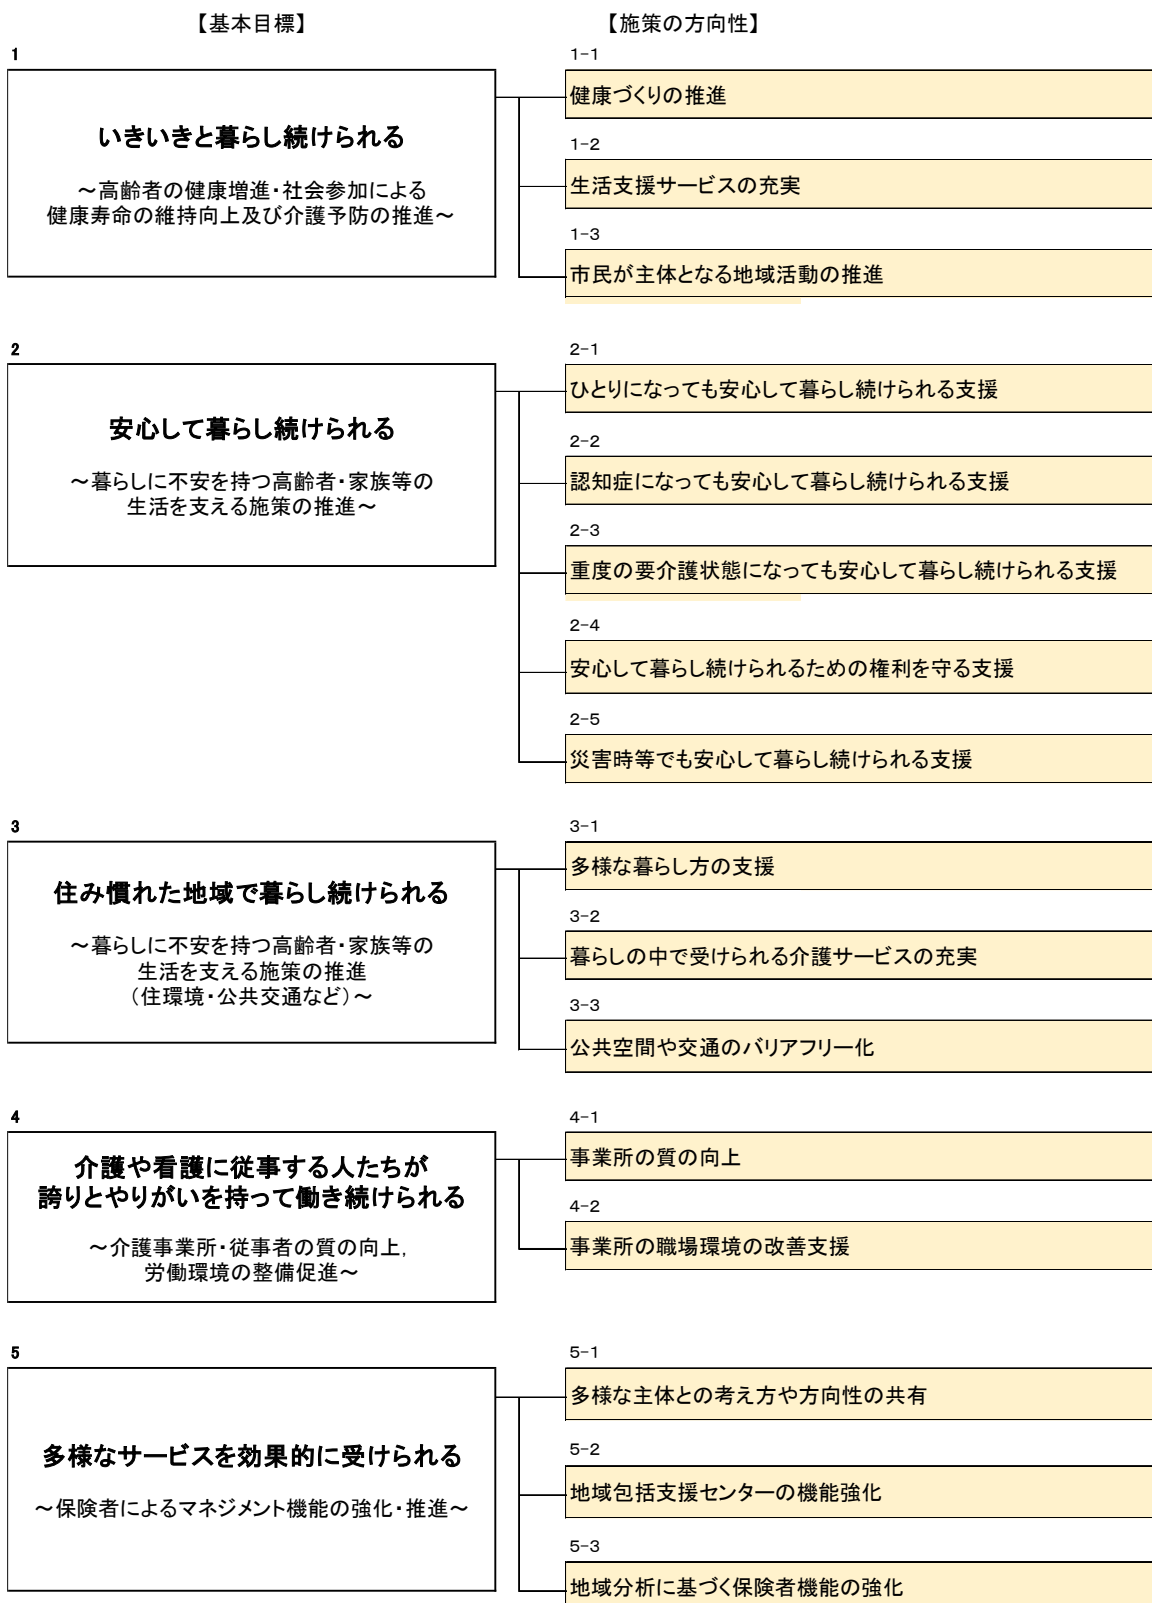 【基本目標】
【施策の方向性】
1
いきいきと暮らし続けられる
～高齢者の健康増進・社会参加による
健康寿命の維持向上及び介護予防の推進～
1-1
健康づくりの推進
1-2
生活支援サービスの充実
1-3
市民が主体となる地域活動の推進
2
安心して暮らし続けられる
～暮らしに不安を持つ高齢者・家族等の
生活を支える施策の推進～
2-1
ひとりになっても安心して暮らし続けられる支援
2-2
認知症になっても安心して暮らし続けられる支援
2-3
重度の要介護状態になっても安心して暮らし続けられる支援
2-4
安心して暮らし続けられるための権利を守る支援
2-5
災害時等でも安心して暮らし続けられる支援
3
住み慣れた地域で暮らし続けられる
～暮らしに不安を持つ高齢者・家族等の
生活を支える施策の推進
（住環境・公共交通など）～
3-1
多様な暮らし方の支援
3-2
暮らしの中で受けられる介護サービスの充実
3-3
公共空間や交通のバリアフリー化
4
介護や看護に従事する人たちが
誇りとやりがいを持って働き続けられる
～介護事業所・従事者の質の向上，
労働環境の整備促進～
4-1
事業所の質の向上
4-2
事業所の職場環境の改善支援
5
多様なサービスを効果的に受けられる
～保険者によるマネジメント機能の強化・推進～
5-1
多様な主体との考え方や方向性の共有
5-2
地域包括支援センターの機能強化
5-3
地域分析に基づく保険者機能の強化